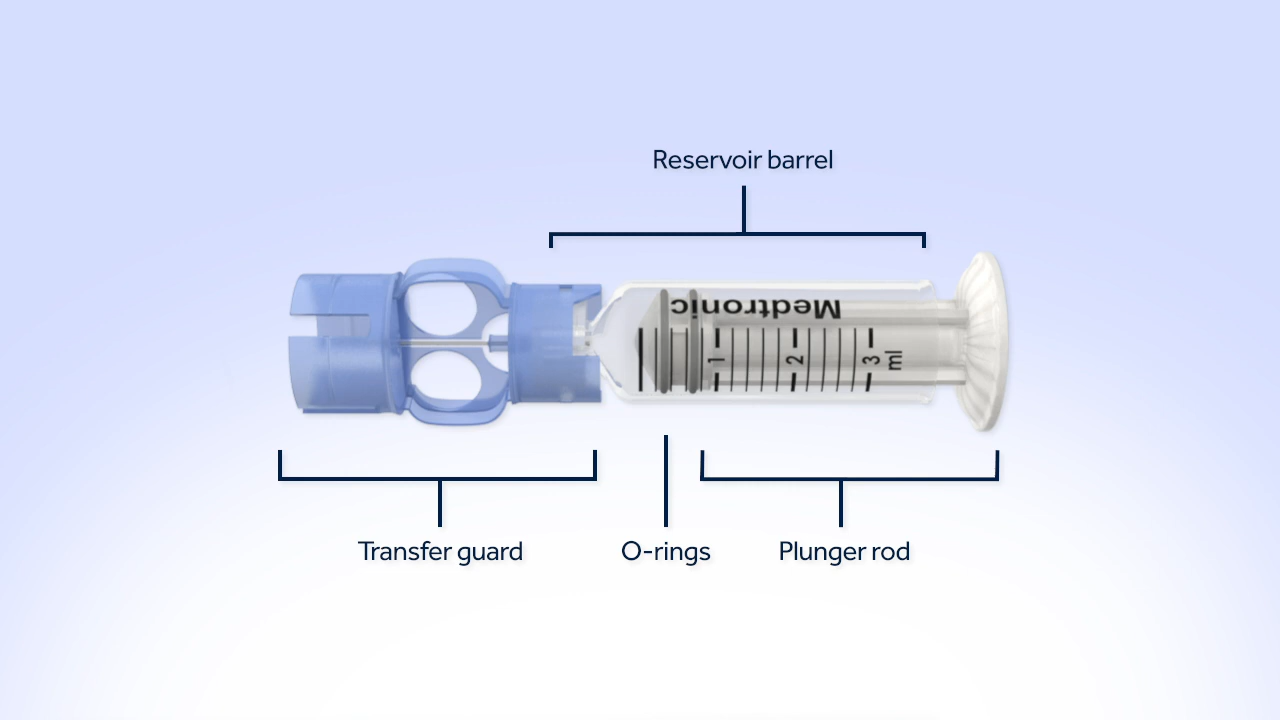 Reservoir barrel
Medtronic
1
2
3
ml
Transfer guard
O-rings
Plunger rod